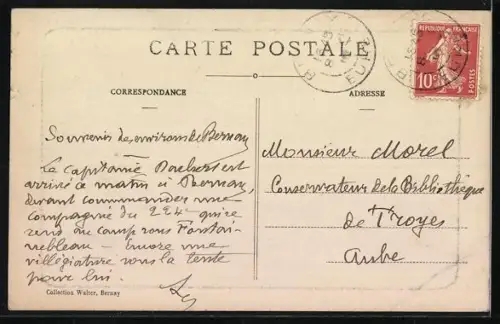 CARTE POSTALE
CORRESPONDANCE
ADRESSE
REPUBLIQUE FRANÇAISE
10
POSTES
EURE
Souvenir des environs de Bernay
Le capitaine est
arrivé ce matin à Bernay,
devant commander une
compagnie du 224e qui se
rend au camp sous Fontai-
nebleau - encore une
villégiature sous la tente
pour lui.
Monsieur Morel
Conservateur de la Bibliothèque
de Troyes
Aube
Collection Walter, Bernay